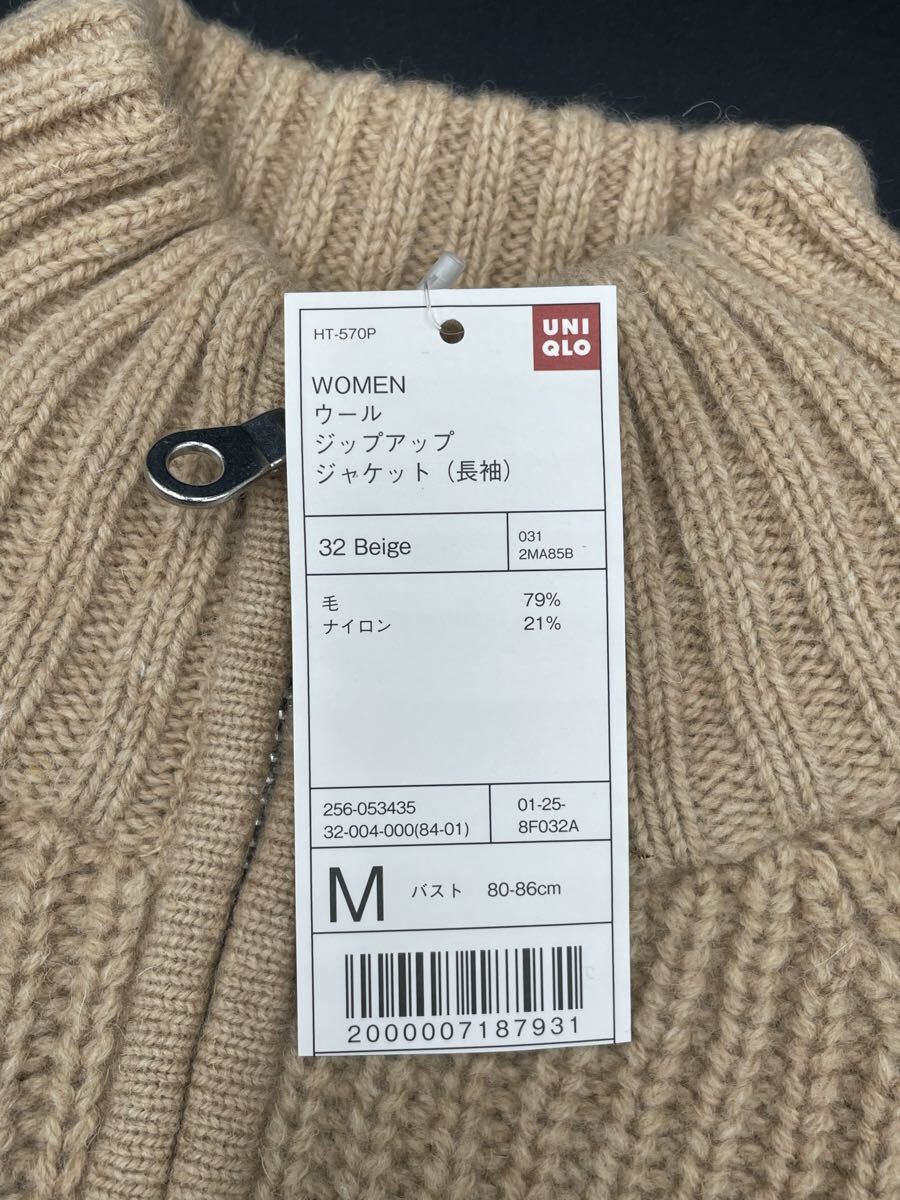 HT-570P
UNI
QLO
WOMEN
ウール
ジップアップ
ジャケット（長袖）
32 Beige
031
2MA85B
毛 79%
ナイロン 21%
256-053435
32-004-000(84-01)
01-25-
8F032A
M バスト 80-86cm
2000007187931